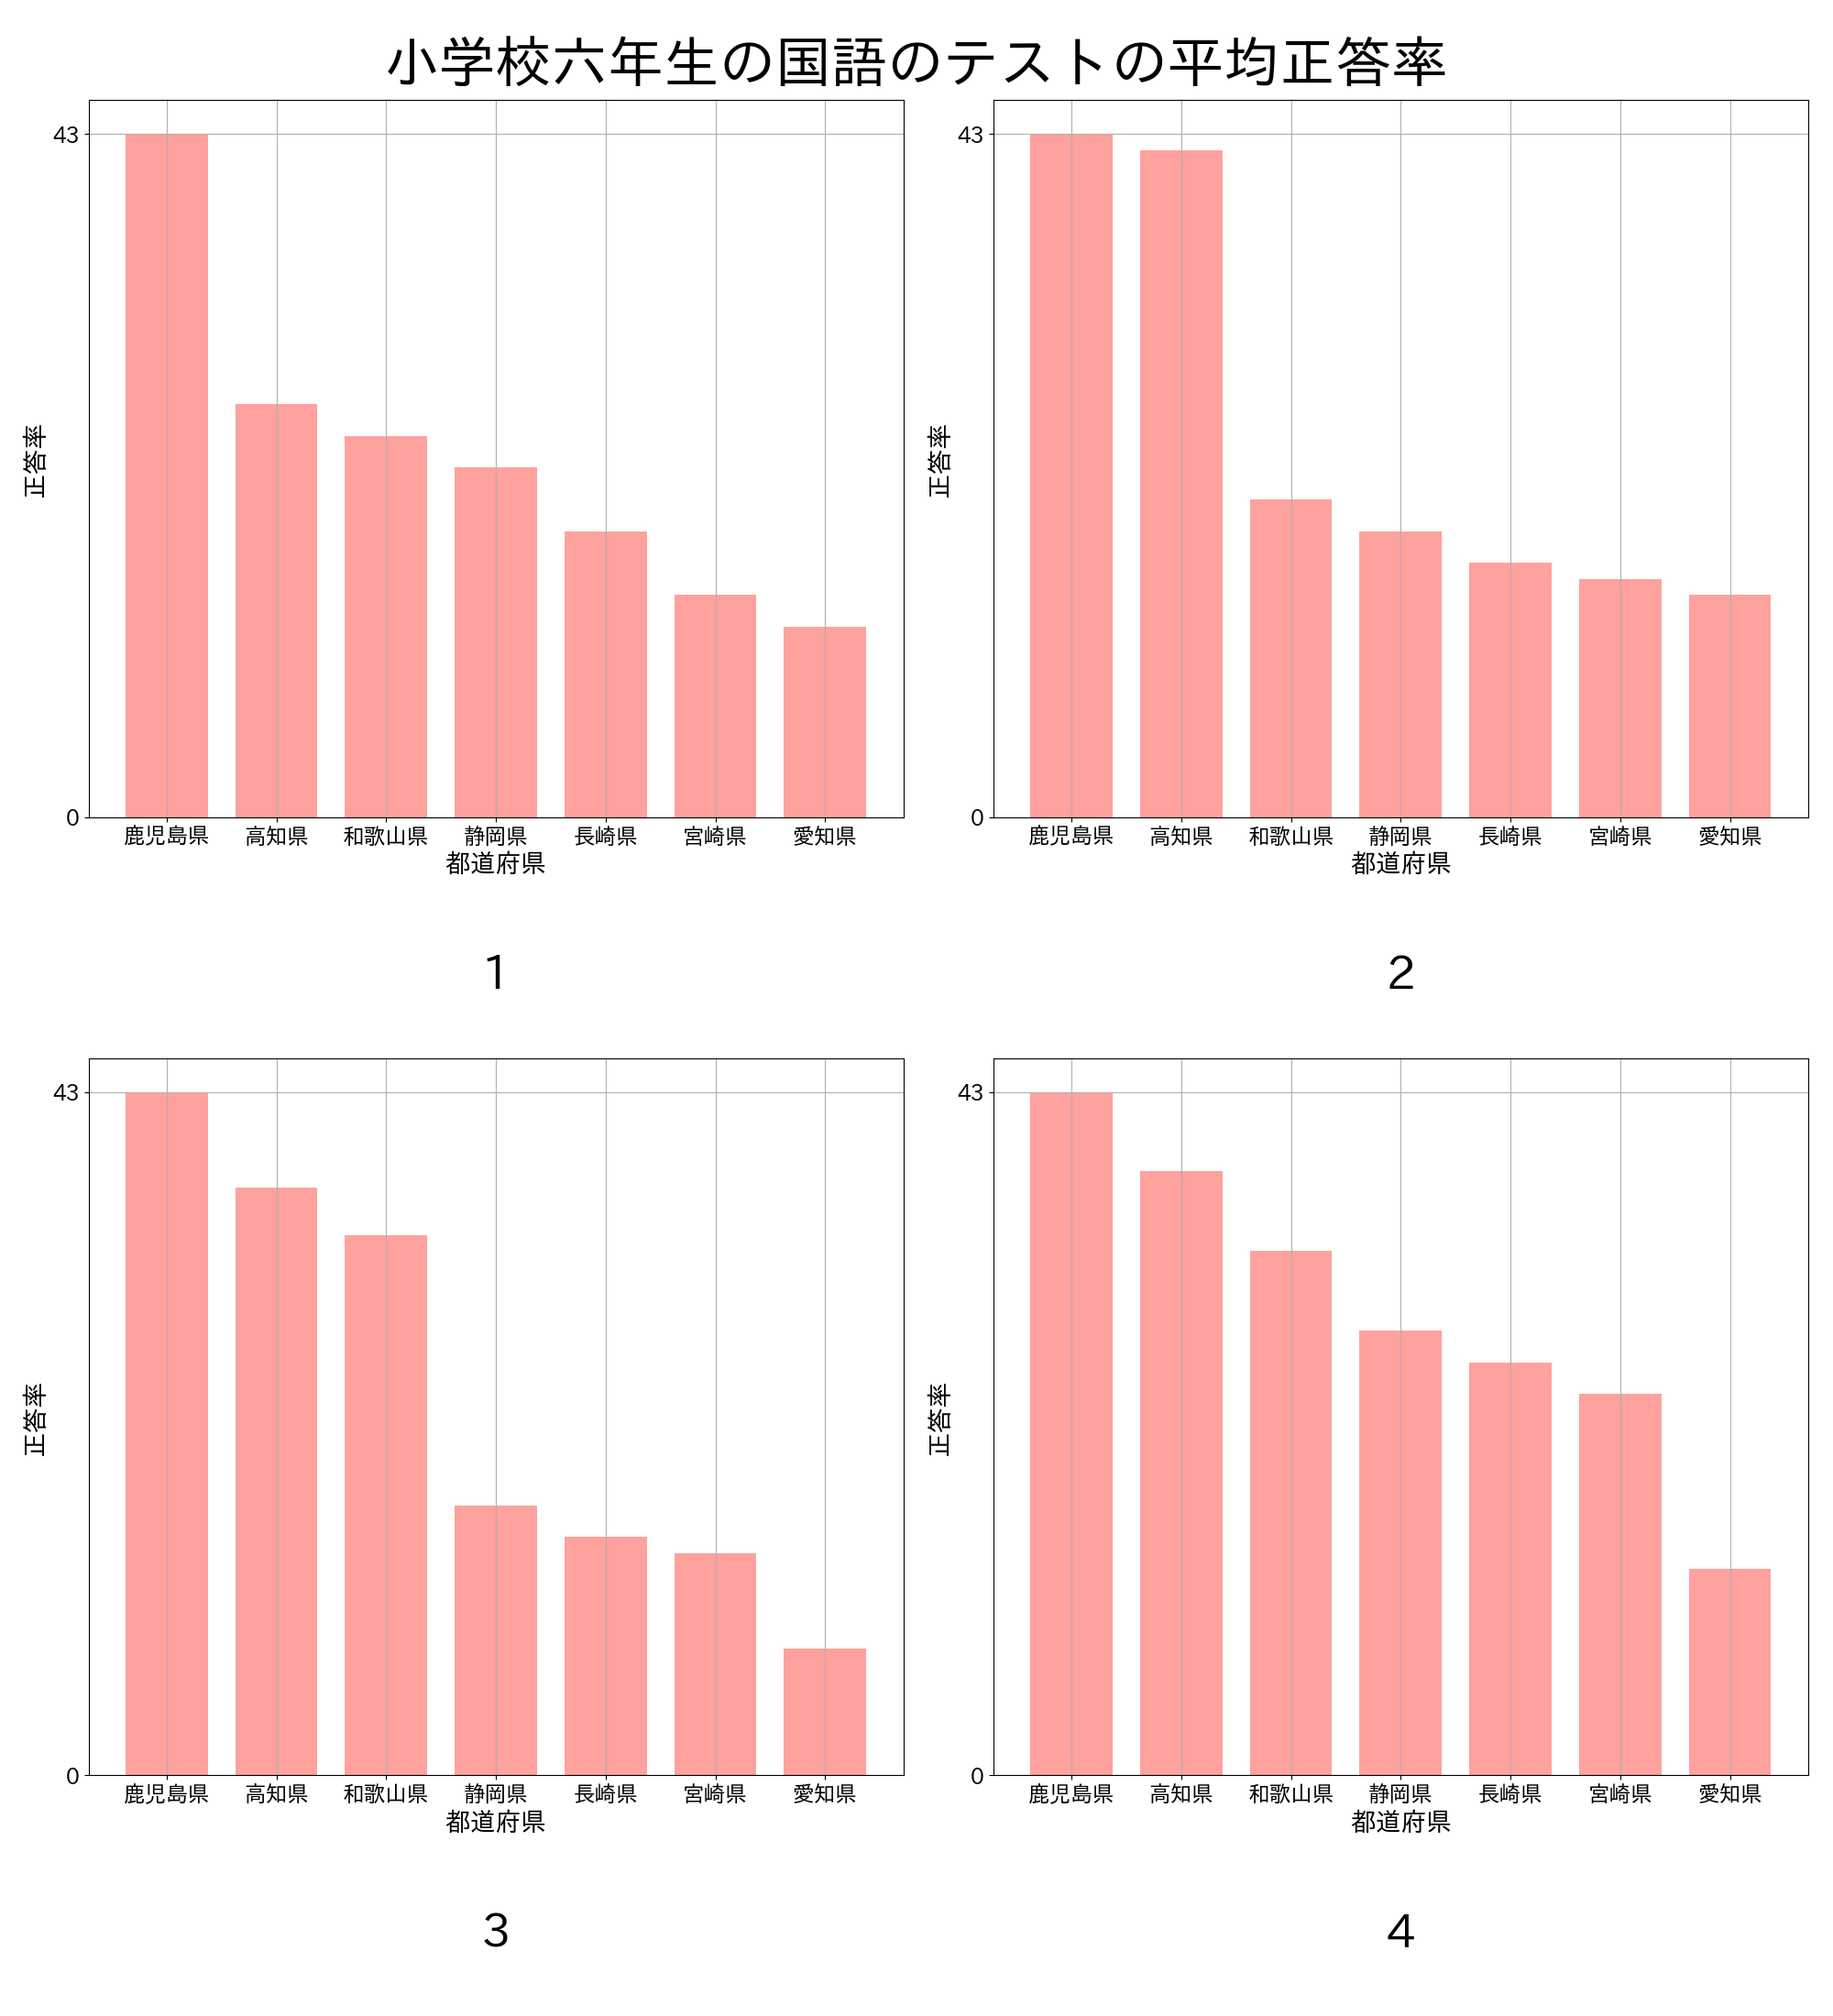 小学校六年生の国語のテストの平均正答率
43
0
正答率
鹿児島県 高知県 和歌山県 静岡県 長崎県 宮崎県 愛知県
都道府県
1
43
0
正答率
鹿児島県 高知県 和歌山県 静岡県 長崎県 宮崎県 愛知県
都道府県
2
43
0
正答率
鹿児島県 高知県 和歌山県 静岡県 長崎県 宮崎県 愛知県
都道府県
3
43
0
正答率
鹿児島県 高知県 和歌山県 静岡県 長崎県 宮崎県 愛知県
都道府県
4